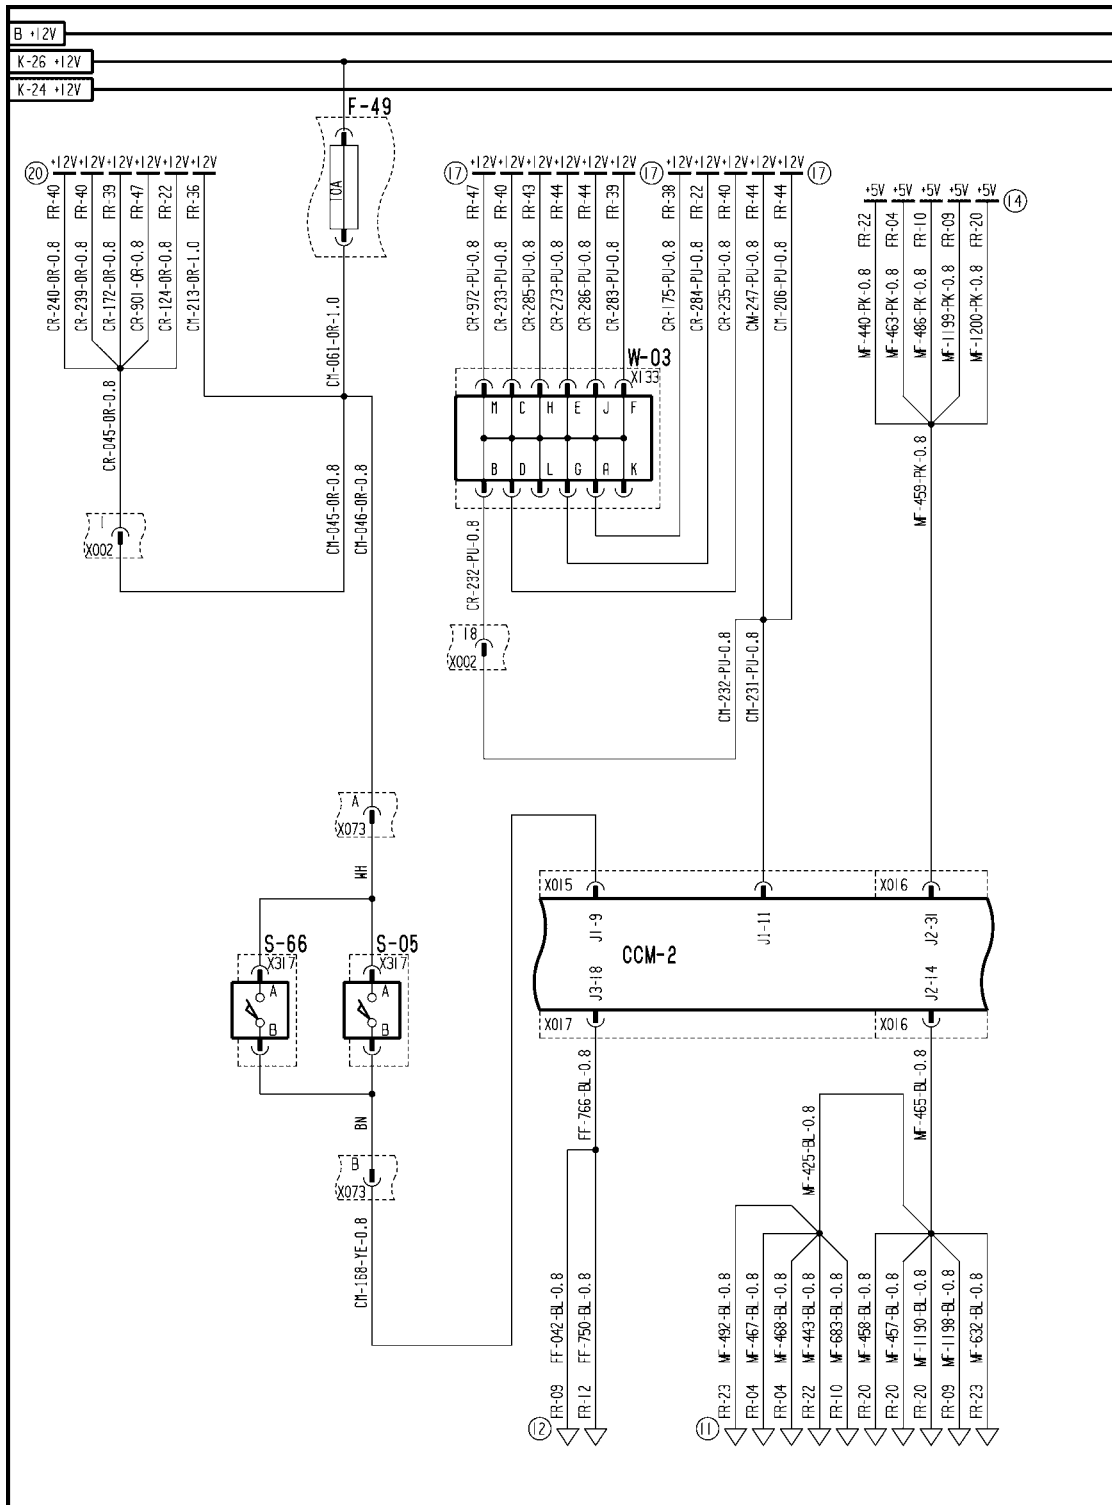 B +12V
K-26 +12V
K-24 +12V
F-49
10A
20
+12V +12V +12V +12V +12V +12V
FR-40 FR-40 FR-39 FR-47 FR-22 FR-36
CR-240-OR-0.8
CR-239-OR-0.8
CR-172-OR-0.8
CR-901-OR-0.8
CR-124-OR-0.8
CM-213-OR-1.0
CM-061-OR-1.0
17
+12V +12V +12V +12V +12V +12V
FR-47 FR-40 FR-43 FR-44 FR-44 FR-39
CR-972-PU-0.8
CR-233-PU-0.8
CR-285-PU-0.8
CR-273-PU-0.8
CR-286-PU-0.8
CR-283-PU-0.8
17
+12V +12V +12V +12V +12V
17
FR-38 FR-22 FR-40 FR-44 FR-44
CR-175-PU-0.8
CR-284-PU-0.8
CR-235-PU-0.8
CM-247-PU-0.8
CM-206-PU-0.8
+5V +5V +5V +5V +5V
14
FR-22 FR-04 FR-10 FR-09 FR-20
MF-440-PK-0.8
MF-463-PK-0.8
MF-486-PK-0.8
MF-1199-PK-0.8
MF-1200-PK-0.8
W-03
X133
M C H E J F
B D L G A K
CR-045-OR-0.8
CM-045-OR-0.8
CM-046-OR-0.8
MF-459-PK-0.8
1
X002
CR-232-PU-0.8
18
X002
CM-232-PU-0.8
CM-231-PU-0.8
A
X073
WH
S-66
X317
A
B
S-05
X317
A
B
BN
B
X073
CM-168-YE-0.8
X015
X016
J1-9
J1-11
J2-31
CCM-2
J3-18
J2-14
X017
X016
FF-766-BL-0.8
MF-465-BL-0.8
MF-425-BL-0.8
FF-042-BL-0.8
FF-750-BL-0.8
MF-492-BL-0.8
MF-467-BL-0.8
MF-468-BL-0.8
MF-443-BL-0.8
MF-683-BL-0.8
MF-458-BL-0.8
MF-457-BL-0.8
MF-1190-BL-0.8
MF-1198-BL-0.8
MF-632-BL-0.8
12
FR-09 FR-12
11
FR-23 FR-04 FR-04 FR-22 FR-10 FR-20 FR-20 FR-20 FR-09 FR-23